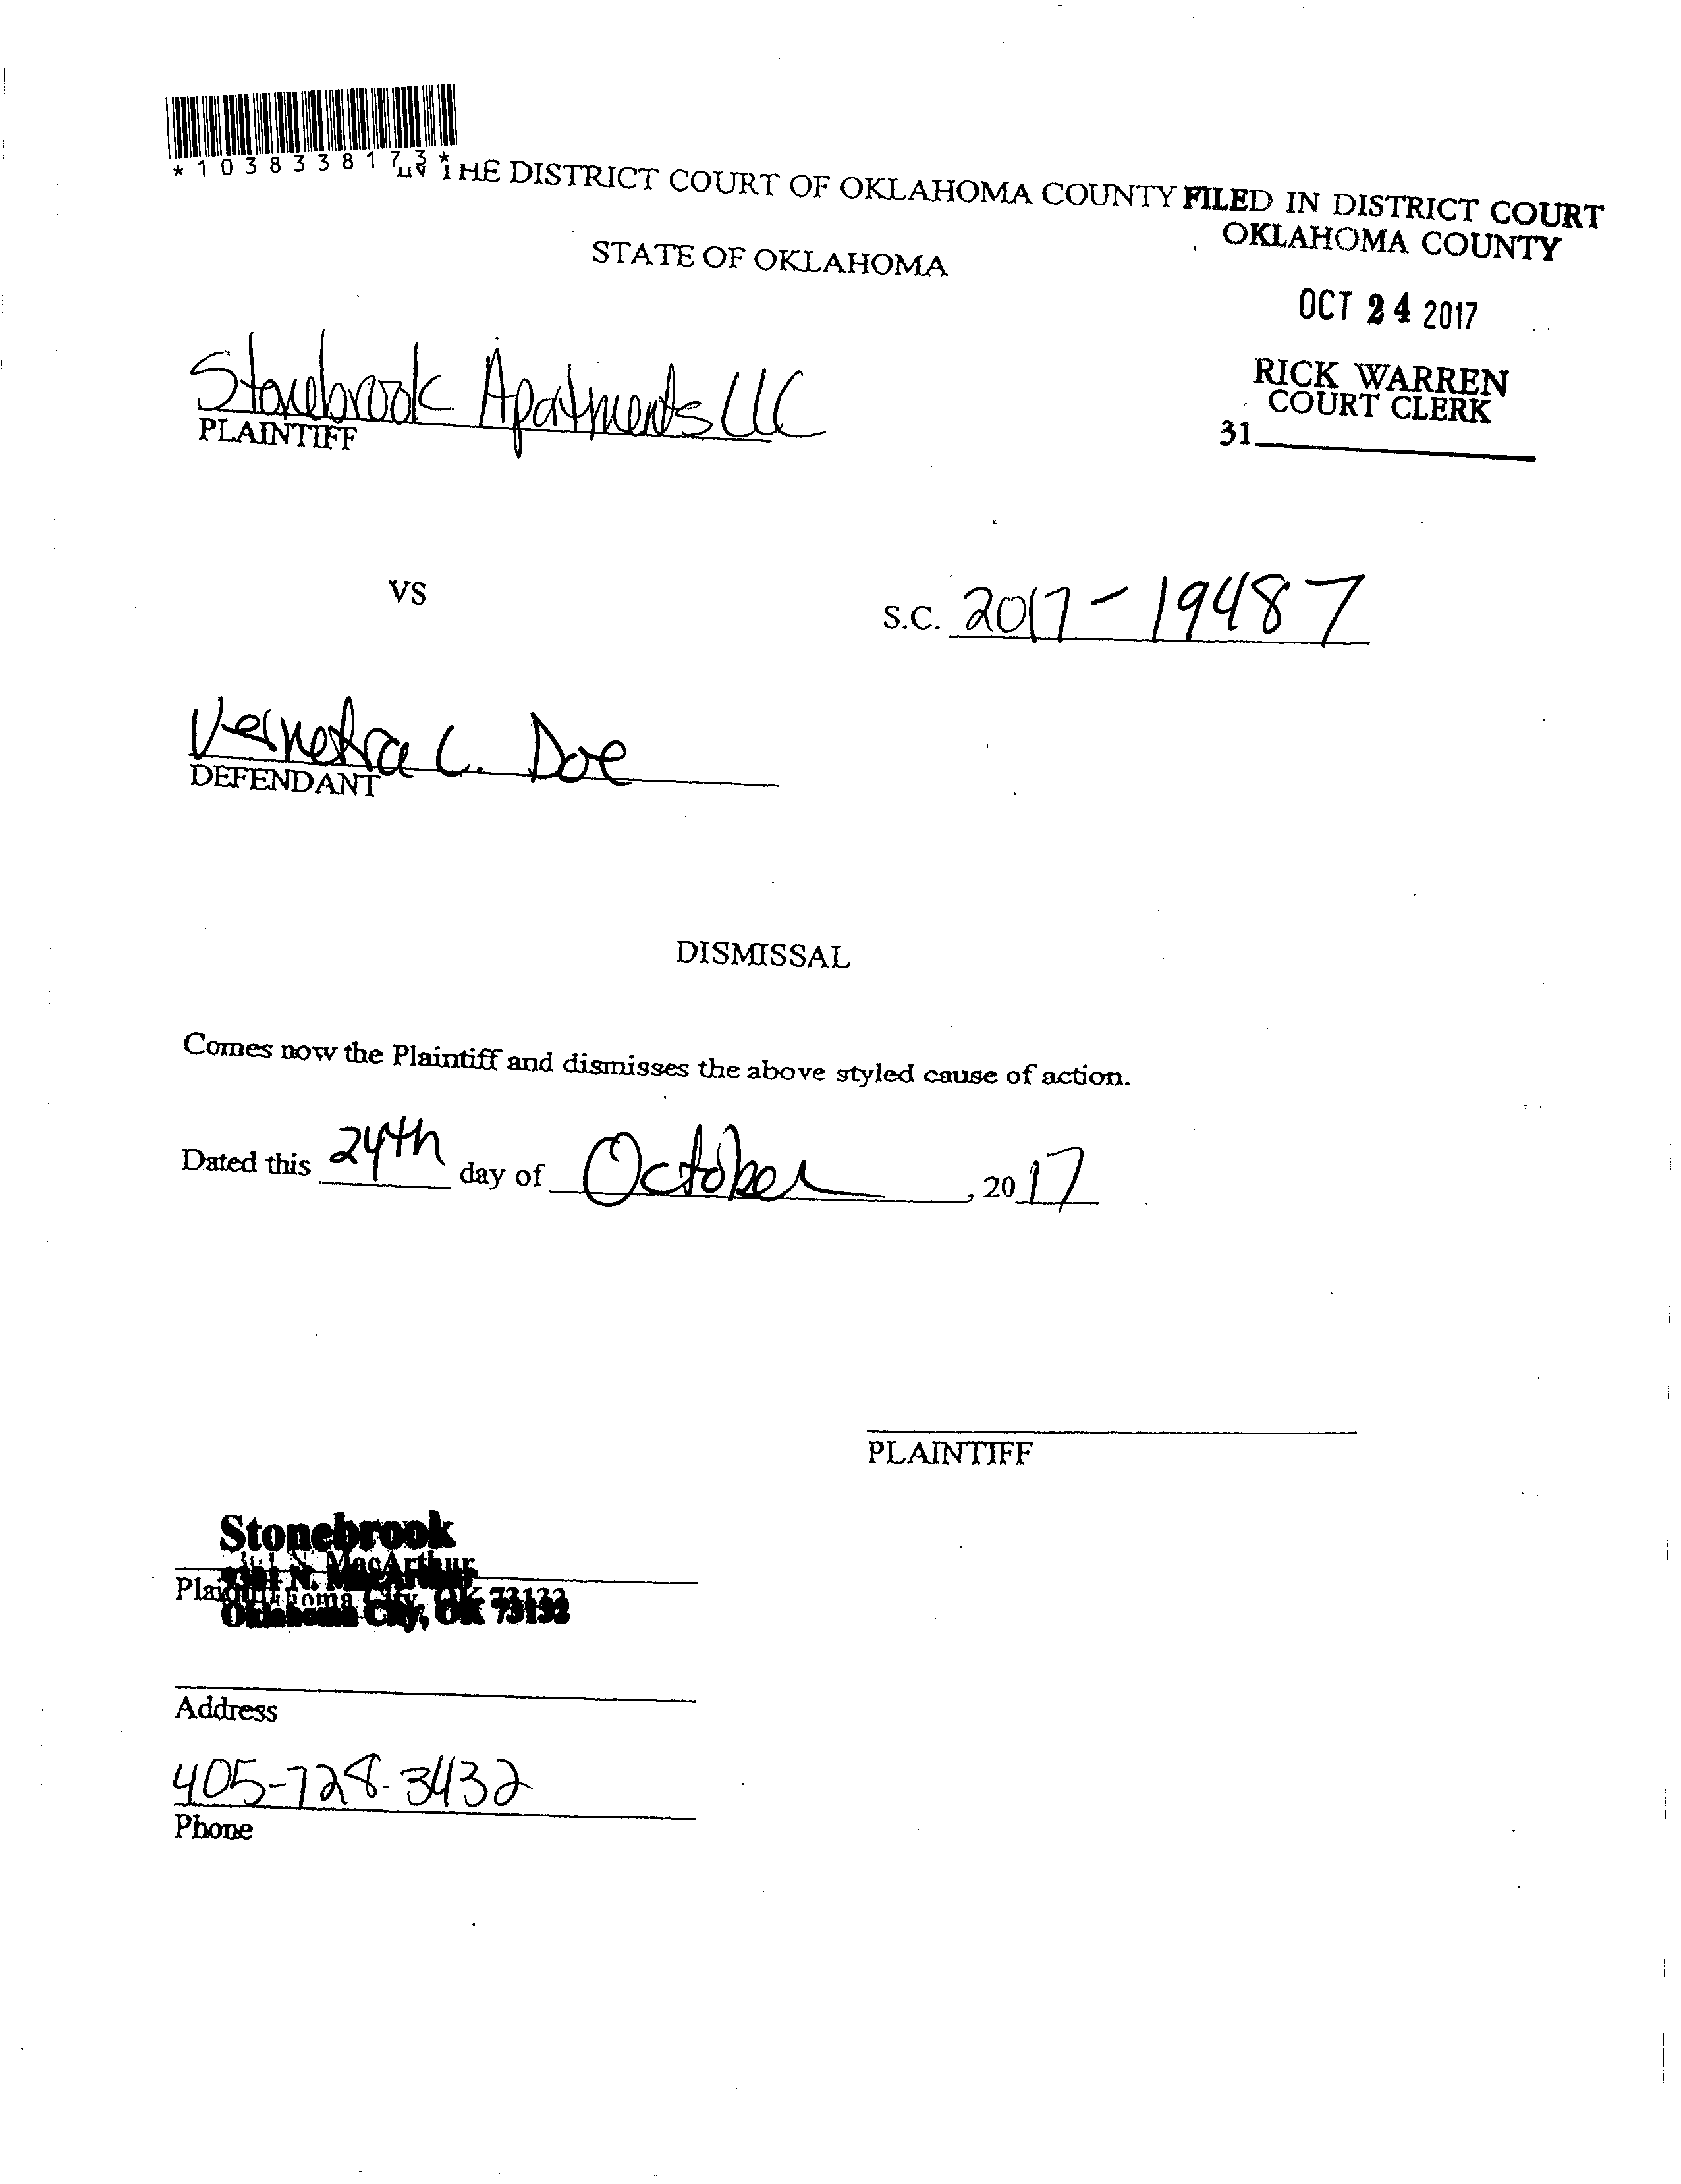 *1038338173*
IN THE DISTRICT COURT OF OKLAHOMA COUNTY
FILED IN DISTRICT COURT
OKLAHOMA COUNTY
STATE OF OKLAHOMA
OCT 24 2017
RICK WARREN
COURT CLERK
31
Stonebrook Apartments LLC
PLAINTIFF
VS
S.C. 2017-19487
Vernetra C. Doe
DEFENDANT
DISMISSAL
Comes now the Plaintiff and dismisses the above styled cause of action.
Dated this 24th day of October, 2017
PLAINTIFF
Stonebrook
N. MacArthur
Oklahoma City, OK 73132
Address
405-728-3432
Phone